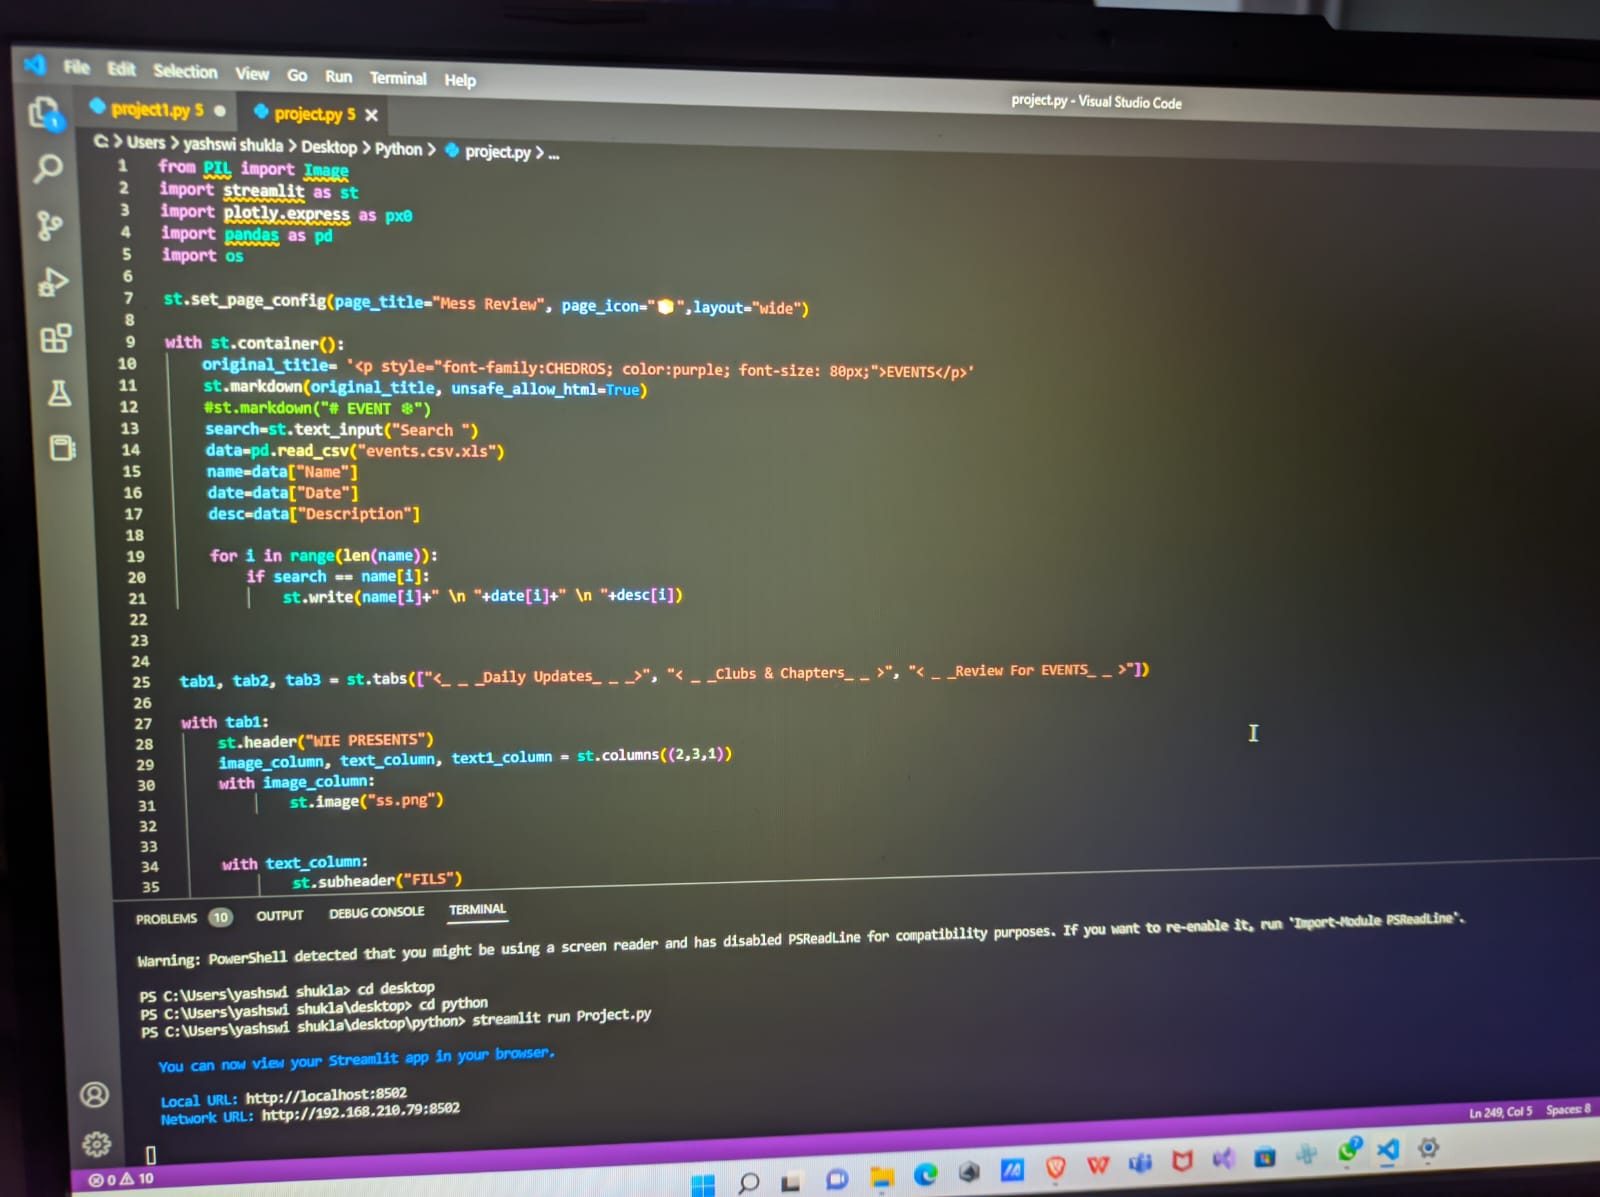 File Edit Selection View Go Run Terminal Help
project.py - Visual Studio Code
project1.py 5 project.py 5
C: > Users > yashswi shukla > Desktop > Python > project.py > ...
1 from PIL import Image
2 import streamlit as st
3 import plotly.express as px0
4 import pandas as pd
5 import os
6
7 st.set_page_config(page_title="Mess Review", page_icon="",layout="wide")
8
9 with st.container():
10 original_title= '<p style="font-family:CHEDROS; color:purple; font-size: 80px;">EVENTS</p>'
11 st.markdown(original_title, unsafe_allow_html=True)
12 #st.markdown("# EVENT ❄")
13 search=st.text_input("Search ")
14 data=pd.read_csv("events.csv.xls")
15 name=data["Name"]
16 date=data["Date"]
17 desc=data["Description"]
18
19 for i in range(len(name)):
20 if search == name[i]:
21 st.write(name[i]+" \n "+date[i]+" \n "+desc[i])
22
23
24
25 tab1, tab2, tab3 = st.tabs(["<_ _ _Daily Updates_ _ _>", "< _ _Clubs & Chapters_ _ >", "< _ _Review For EVENTS_ _ >"])
26
27 with tab1:
28 st.header("WIE PRESENTS")
29 image_column, text_column, text1_column = st.columns((2,3,1))
30 with image_column:
31 st.image("ss.png")
32
33
34 with text_column:
35 st.subheader("FILS")
PROBLEMS 10 OUTPUT DEBUG CONSOLE TERMINAL
Warning: PowerShell detected that you might be using a screen reader and has disabled PSReadLine for compatibility purposes. If you want to re-enable it, run 'Import-Module PSReadLine'.
PS C:\Users\yashswi shukla> cd desktop
PS C:\Users\yashswi shukla\desktop> cd python
PS C:\Users\yashswi shukla\desktop\python> streamlit run Project.py
You can now view your Streamlit app in your browser.
Local URL: http://localhost:8502
Network URL: http://192.168.210.79:8502
0 10
Ln 249, Col 5 Spaces: 8